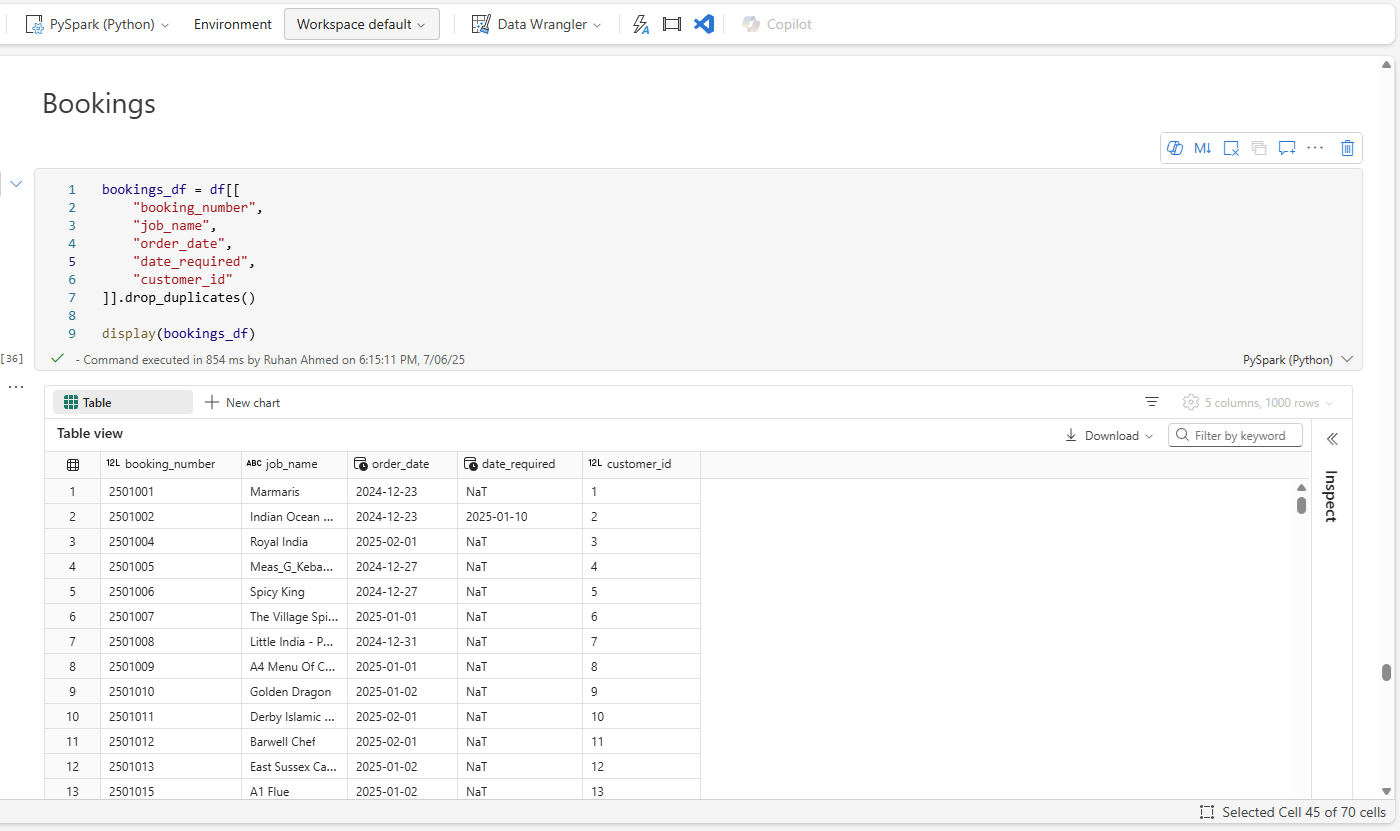 PySpark (Python) Environment Workspace default Data Wrangler Copilot
Bookings
M↓ ...
1 bookings_df = df[[
2 "booking_number",
3 "job_name",
4 "order_date",
5 "date_required",
6 "customer_id"
7 ]].drop_duplicates()
8
9 display(bookings_df)
[36] - Command executed in 854 ms by Ruhan Ahmed on 6:15:11 PM, 7/06/25 PySpark (Python)
...
Table New chart 5 columns, 1000 rows
Table view Download Filter by keyword
12L booking_number ABC job_name order_date date_required 12L customer_id
Inspect
1 2501001 Marmaris 2024-12-23 NaT 1
2 2501002 Indian Ocean ... 2024-12-23 2025-01-10 2
3 2501004 Royal India 2025-02-01 NaT 3
4 2501005 Meas_G_Keba... 2024-12-27 NaT 4
5 2501006 Spicy King 2024-12-27 NaT 5
6 2501007 The Village Spi... 2025-01-01 NaT 6
7 2501008 Little India - P... 2024-12-31 NaT 7
8 2501009 A4 Menu Of C... 2025-01-01 NaT 8
9 2501010 Golden Dragon 2025-01-02 NaT 9
10 2501011 Derby Islamic ... 2025-02-01 NaT 10
11 2501012 Barwell Chef 2025-02-01 NaT 11
12 2501013 East Sussex Ca... 2025-01-02 NaT 12
13 2501015 A1 Flue 2025-01-02 NaT 13
Selected Cell 45 of 70 cells